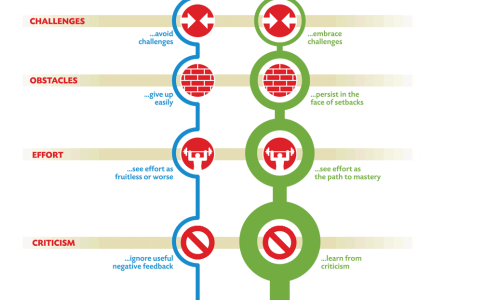 CHALLENGES
...avoid
challenges
...embrace
challenges
OBSTACLES
...give up
easily
...persist in the
face of setbacks
EFFORT
...see effort as
fruitless or worse
...see effort as
the path to mastery
CRITICISM
...ignore useful
negative feedback
...learn from
criticism